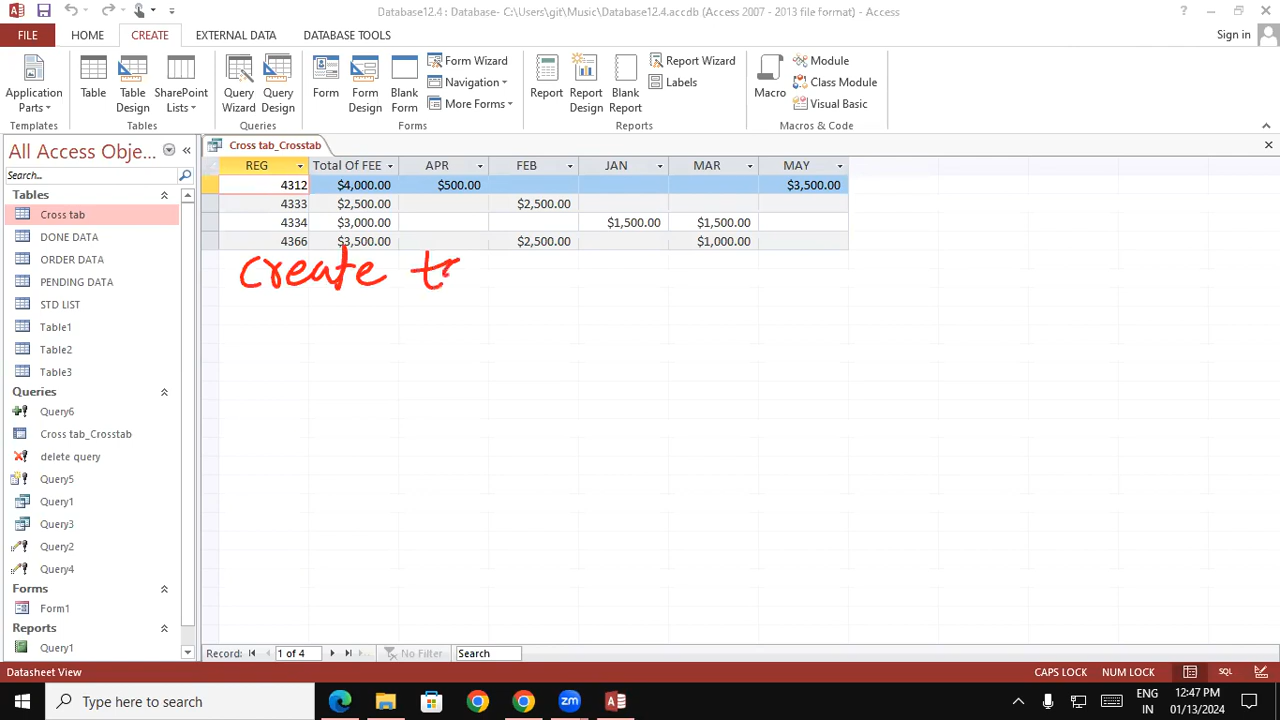 Database12.4 : Database- C:\Users\git\Music\Database12.4.accdb (Access 2007 - 2013 file format) - Access
FILE HOME CREATE EXTERNAL DATA DATABASE TOOLS Sign in
Application Parts Table Table Design SharePoint Lists Query Wizard Query Design Form Form Design Blank Form Form Wizard Navigation More Forms Report Report Design Blank Report Report Wizard Labels Macro Module Class Module Visual Basic
Templates Tables Queries Forms Reports Macros & Code
All Access Obje...
Search...
Tables
Cross tab
DONE DATA
ORDER DATA
PENDING DATA
STD LIST
Table1
Table2
Table3
Queries
Query6
Cross tab_Crosstab
delete query
Query5
Query1
Query3
Query2
Query4
Forms
Form1
Reports
Query1
Cross tab_Crosstab
REG Total Of FEE APR FEB JAN MAR MAY
4312 $4,000.00 $500.00 $3,500.00
4333 $2,500.00 $2,500.00
4334 $3,000.00 $1,500.00 $1,500.00
4366 $3,500.00 $2,500.00 $1,000.00
create
Record: 1 of 4 No Filter Search
Datasheet View CAPS LOCK NUM LOCK SQL
Type here to search ENG IN 12:47 PM 01/13/2024